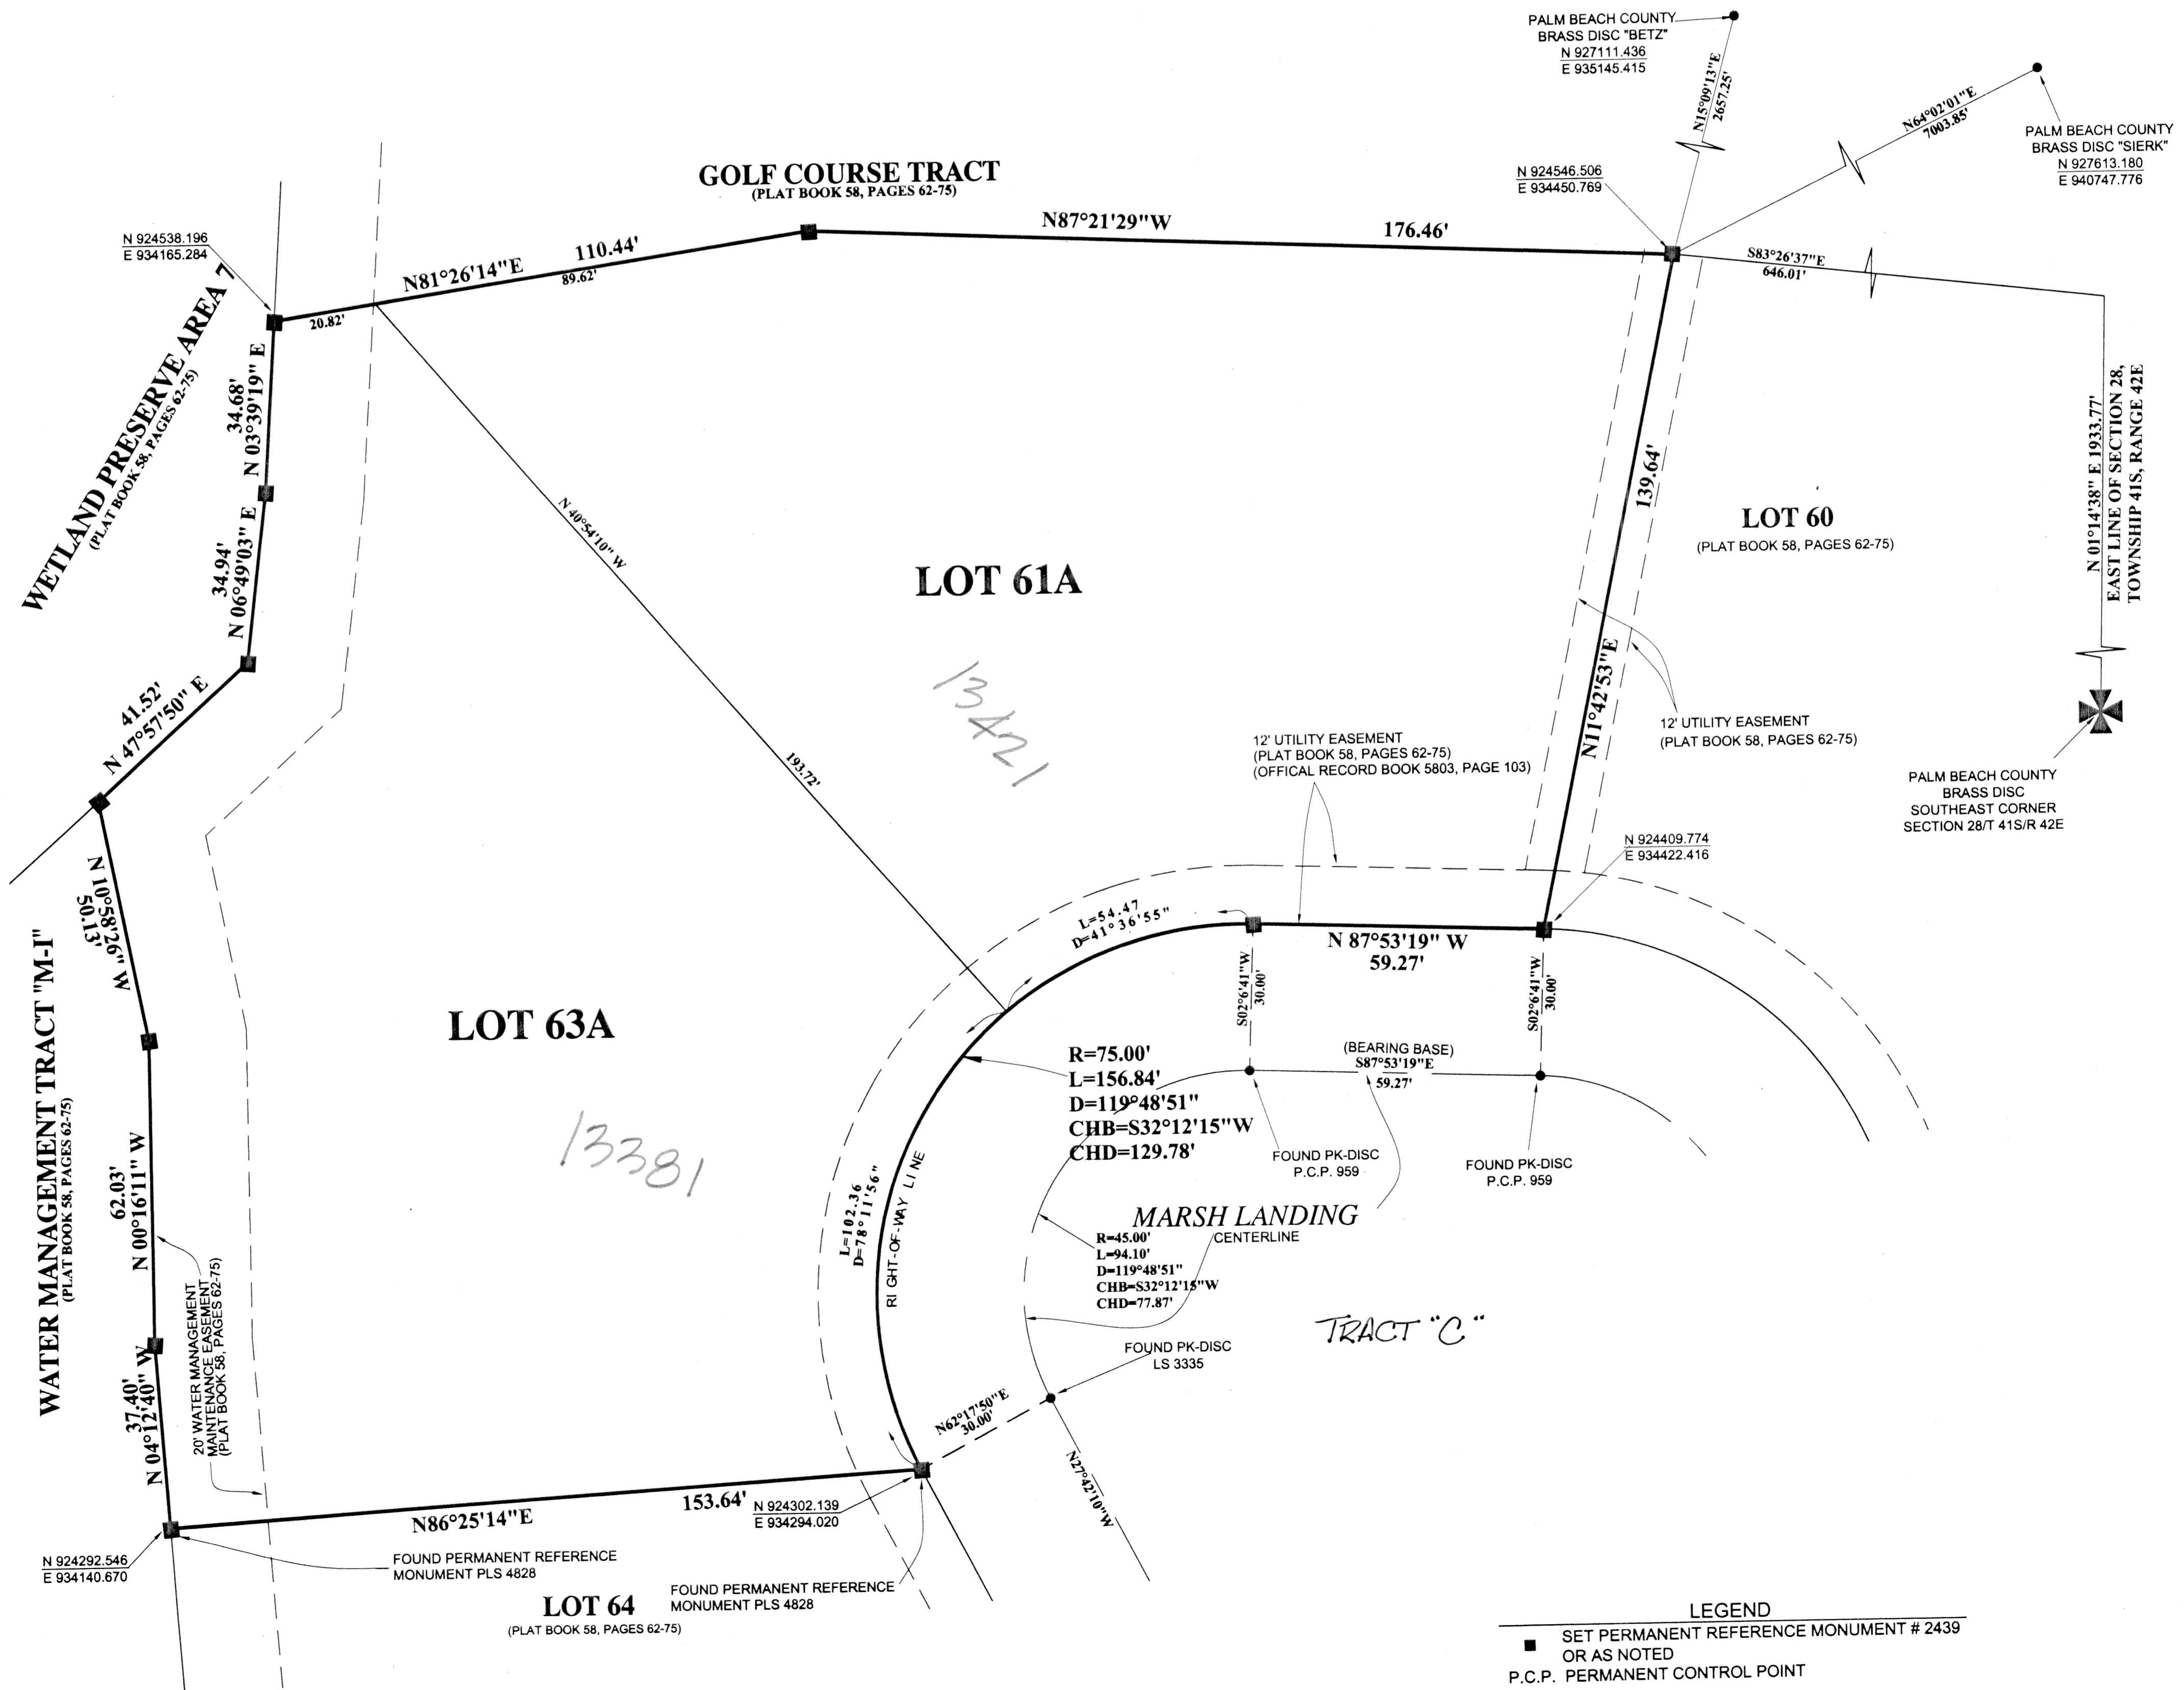 PALM BEACH COUNTY
BRASS DISC "BETZ"
N 927111.436
E 935145.415
N15°09'13"E
2657.25'
N64°02'01"E
7003.85'
PALM BEACH COUNTY
BRASS DISC "SIERK"
N 927613.180
E 940747.776
GOLF COURSE TRACT
(PLAT BOOK 58, PAGES 62-75)
N 924546.506
E 934450.769
N87°21'29"W
176.46'
N 924538.196
E 934165.284
N81°26'14"E
110.44'
89.62'
20.82'
S83°26'37"E
646.01'
WETLAND PRESERVE AREA 7
(PLAT BOOK 58, PAGES 62-75)
34.68'
N 03°39'19" E
34.94'
N 06°49'03" E
41.52'
N 47°57'50" E
N 40°54'10" W
193.72'
LOT 61A
13421
139.64'
N11°42'53"E
LOT 60
(PLAT BOOK 58, PAGES 62-75)
N 01°14'38" E 1933.77'
EAST LINE OF SECTION 28,
TOWNSHIP 41S, RANGE 42E
12' UTILITY EASEMENT
(PLAT BOOK 58, PAGES 62-75)
(OFFICAL RECORD BOOK 5803, PAGE 103)
12' UTILITY EASEMENT
(PLAT BOOK 58, PAGES 62-75)
PALM BEACH COUNTY
BRASS DISC
SOUTHEAST CORNER
SECTION 28/T 41S/R 42E
N 924409.774
E 934422.416
N 10°58'26" W
50.13'
L=54.47
D=41°36'55"
N 87°53'19" W
59.27'
S02°6'41"W
30.00'
S02°6'41"W
30.00'
WATER MANAGEMENT TRACT "M-I"
(PLAT BOOK 58, PAGES 62-75)
LOT 63A
13381
R=75.00'
L=156.84'
D=119°48'51"
CHB=S32°12'15"W
CHD=129.78'
(BEARING BASE)
S87°53'19"E
59.27'
FOUND PK-DISC
P.C.P. 959
FOUND PK-DISC
P.C.P. 959
62.03'
N 00°16'11" W
L=102.36
D=78°11'56"
RIGHT-OF-WAY LINE
MARSH LANDING
CENTERLINE
R=45.00'
L=94.10'
D=119°48'51"
CHB=S32°12'15"W
CHD=77.87'
TRACT "C"
FOUND PK-DISC
LS 3335
20' WATER MANAGEMENT
MAINTENANCE EASEMENT
(PLAT BOOK 58, PAGES 62-75)
37.40'
N 04°12'40" W
N62°17'50"E
30.00'
N27°42'10"W
N86°25'14"E
153.64'
N 924302.139
E 934294.020
N 924292.546
E 934140.670
FOUND PERMANENT REFERENCE
MONUMENT PLS 4828
FOUND PERMANENT REFERENCE
MONUMENT PLS 4828
LOT 64
(PLAT BOOK 58, PAGES 62-75)
LEGEND
SET PERMANENT REFERENCE MONUMENT # 2439
OR AS NOTED
P.C.P. PERMANENT CONTROL POINT